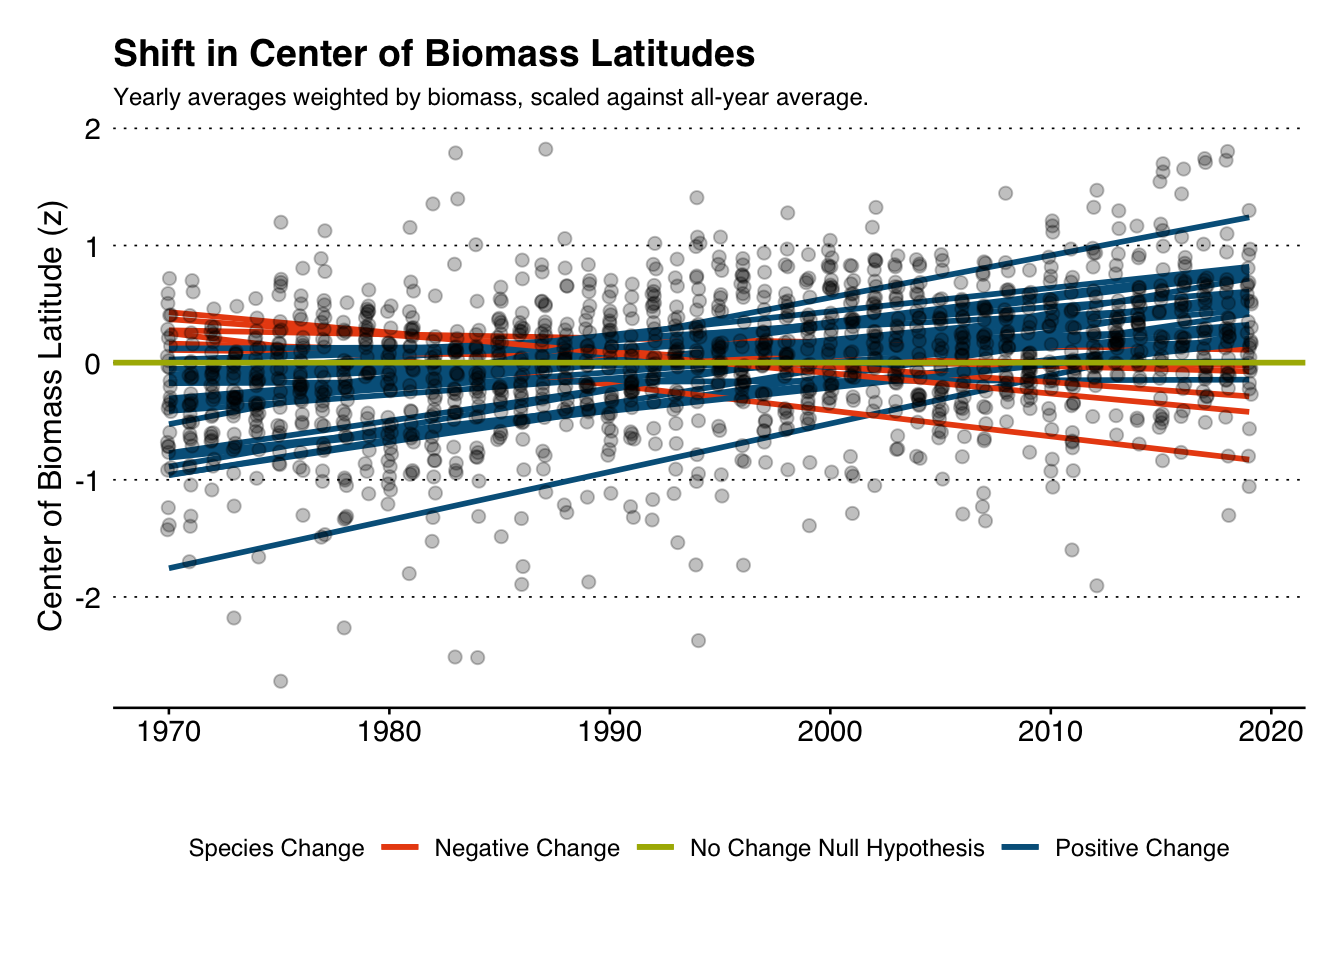 Shift in Center of Biomass Latitudes
Yearly averages weighted by biomass, scaled against all-year average.
Center of Biomass Latitude (z)
2
1
0
-1
-2
1970 1980 1990 2000 2010 2020
Species Change Negative Change No Change Null Hypothesis Positive Change